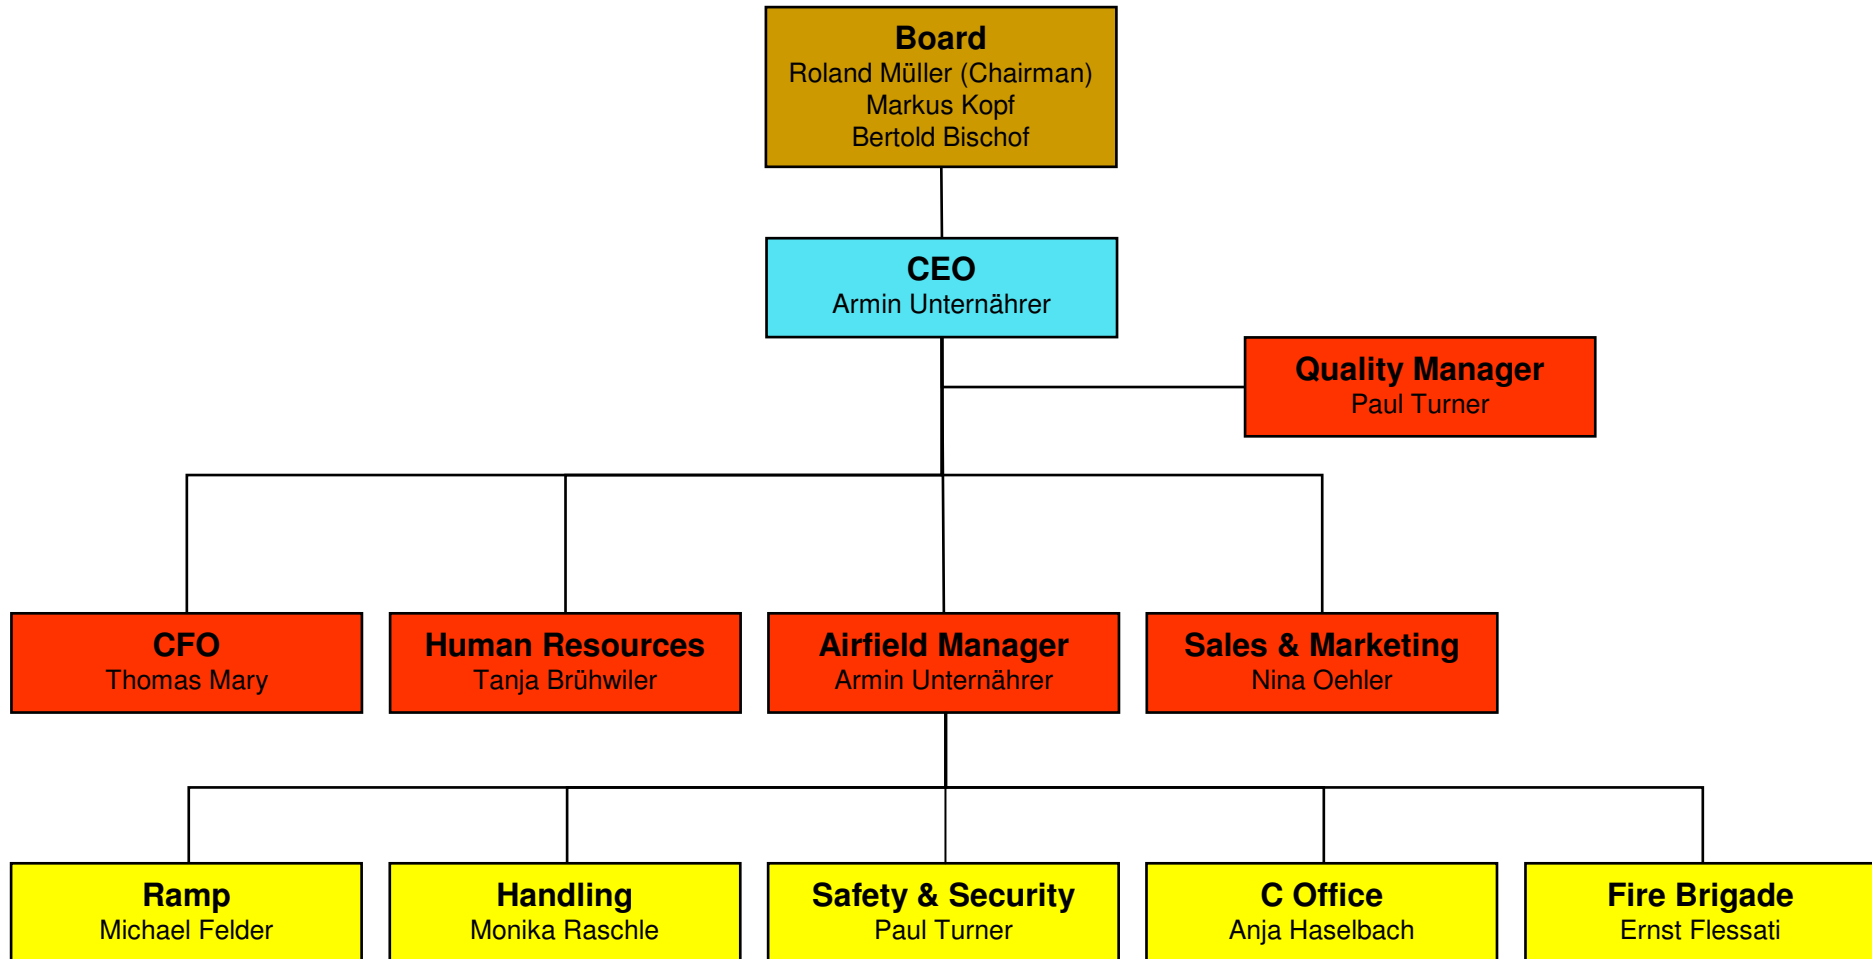 Board
Roland Müller (Chairman)
Markus Kopf
Bertold Bischof
CEO
Armin Unternährer
Quality Manager
Paul Turner
CFO
Thomas Mary
Human Resources
Tanja Brühwiler
Airfield Manager
Armin Unternährer
Sales & Marketing
Nina Oehler
Ramp
Michael Felder
Handling
Monika Raschle
Safety & Security
Paul Turner
C Office
Anja Haselbach
Fire Brigade
Ernst Flessati